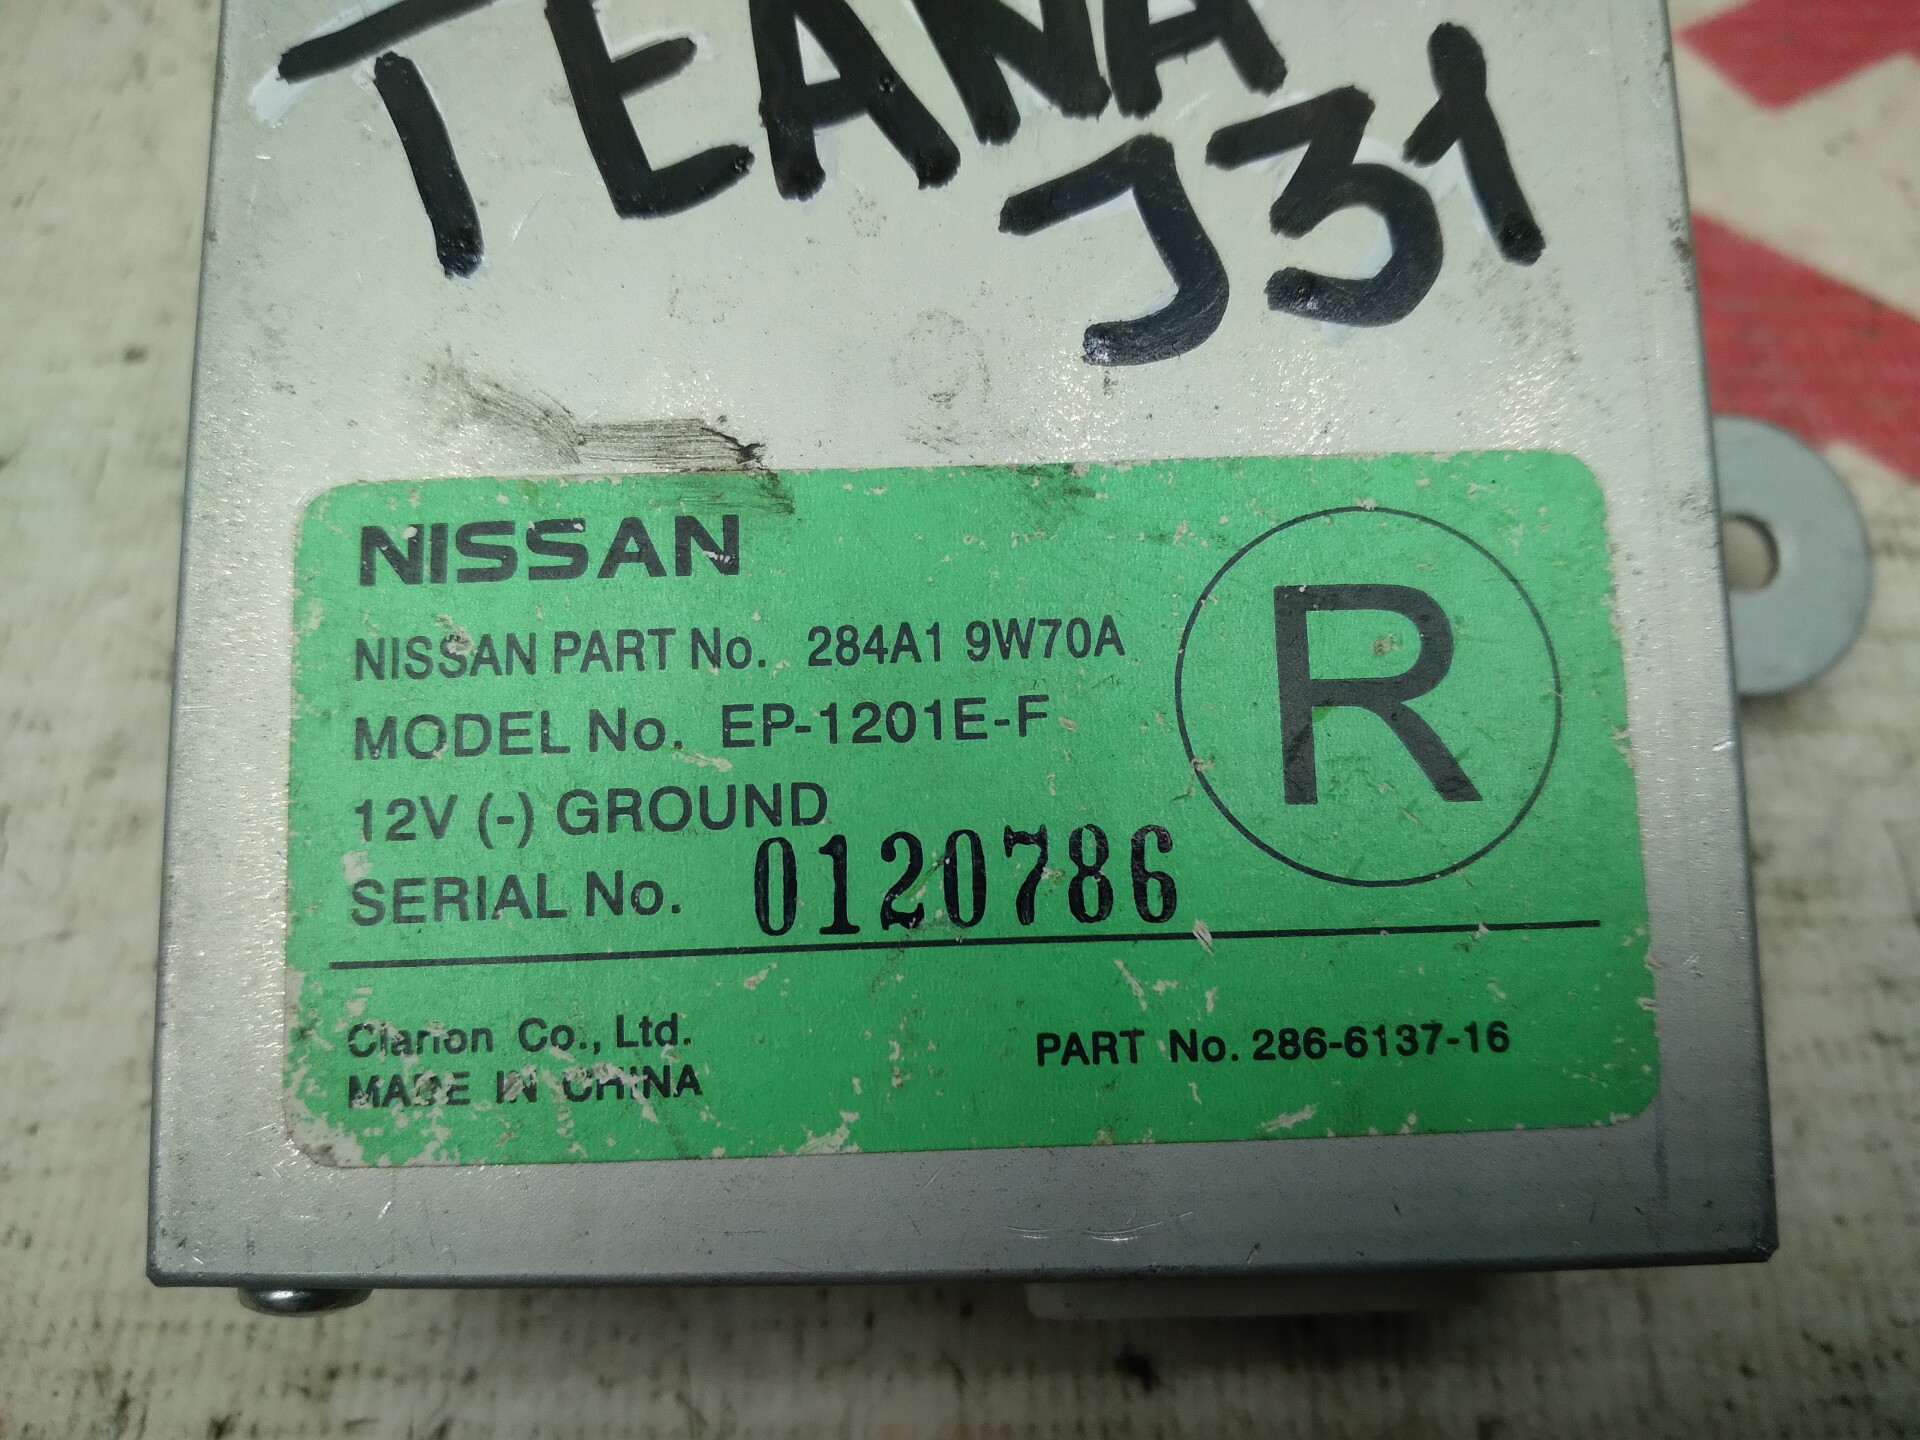 TEANA
J31
NISSAN
NISSAN PART No. 284A1 9W70A
MODEL No. EP-1201E-F
12V (-) GROUND
SERIAL No. 0120786
R
Clarion Co., Ltd.
MADE IN CHINA
PART No. 286-6137-16